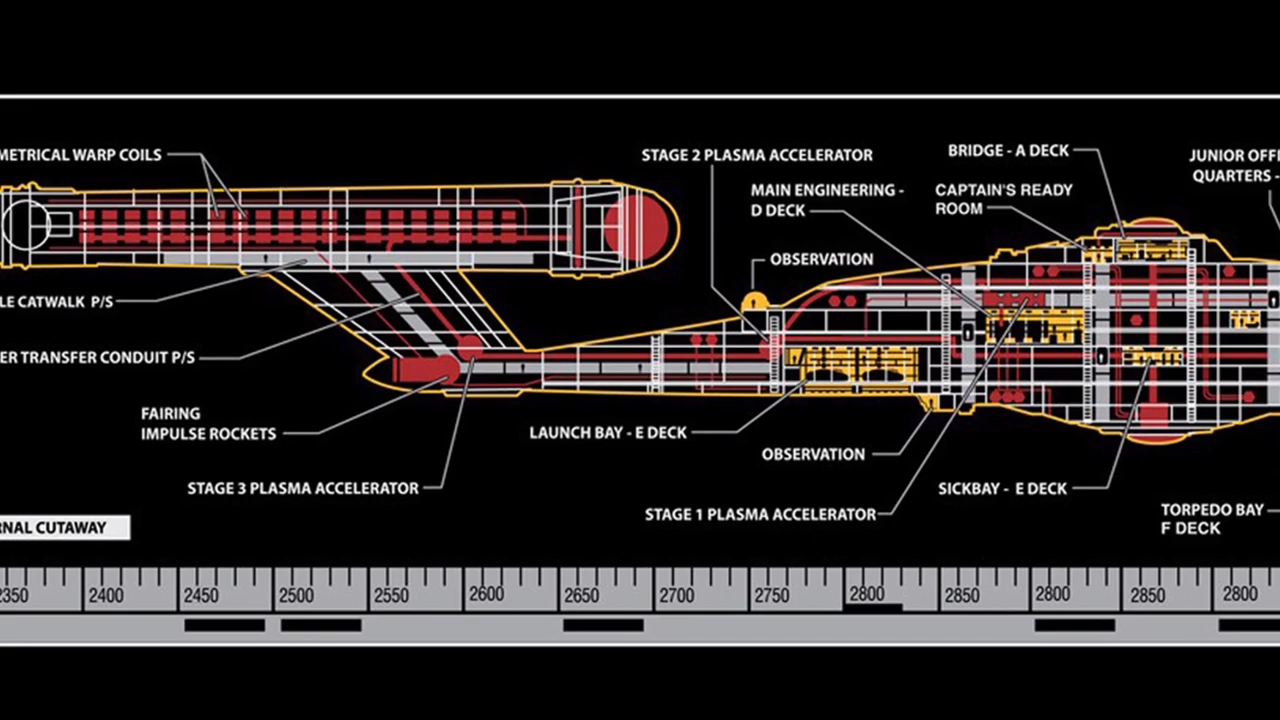 METRICAL WARP COILS
STAGE 2 PLASMA ACCELERATOR
BRIDGE - A DECK
JUNIOR OFFI
QUARTERS -
MAIN ENGINEERING -
D DECK
CAPTAIN'S READY
ROOM
OBSERVATION
LE CATWALK P/S
ER TRANSFER CONDUIT P/S
FAIRING
IMPULSE ROCKETS
LAUNCH BAY - E DECK
OBSERVATION
STAGE 3 PLASMA ACCELERATOR
SICKBAY - E DECK
STAGE 1 PLASMA ACCELERATOR
TORPEDO BAY
F DECK
RNAL CUTAWAY
2350 2400 2450 2500 2550 2600 2650 2700 2750 2800 2850 2800 2850 2800